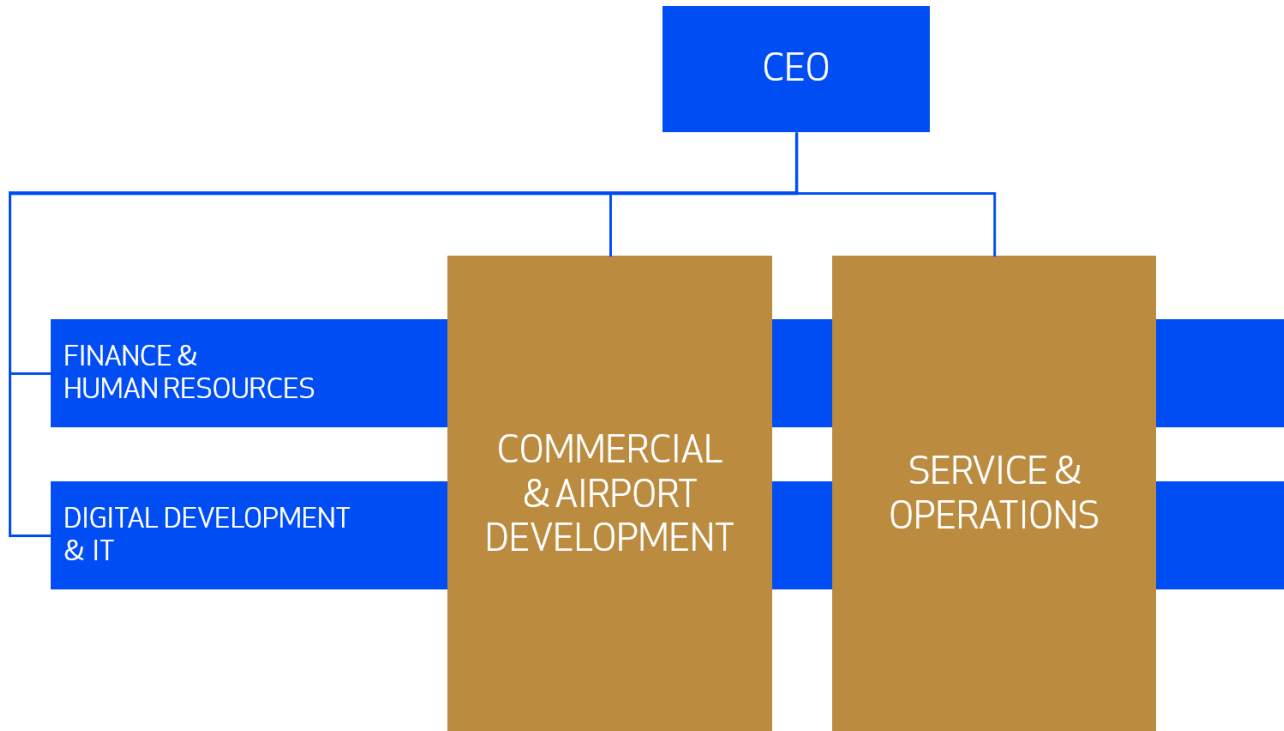 CEO
FINANCE &
HUMAN RESOURCES
COMMERCIAL
& AIRPORT
DEVELOPMENT
SERVICE &
OPERATIONS
DIGITAL DEVELOPMENT
& IT